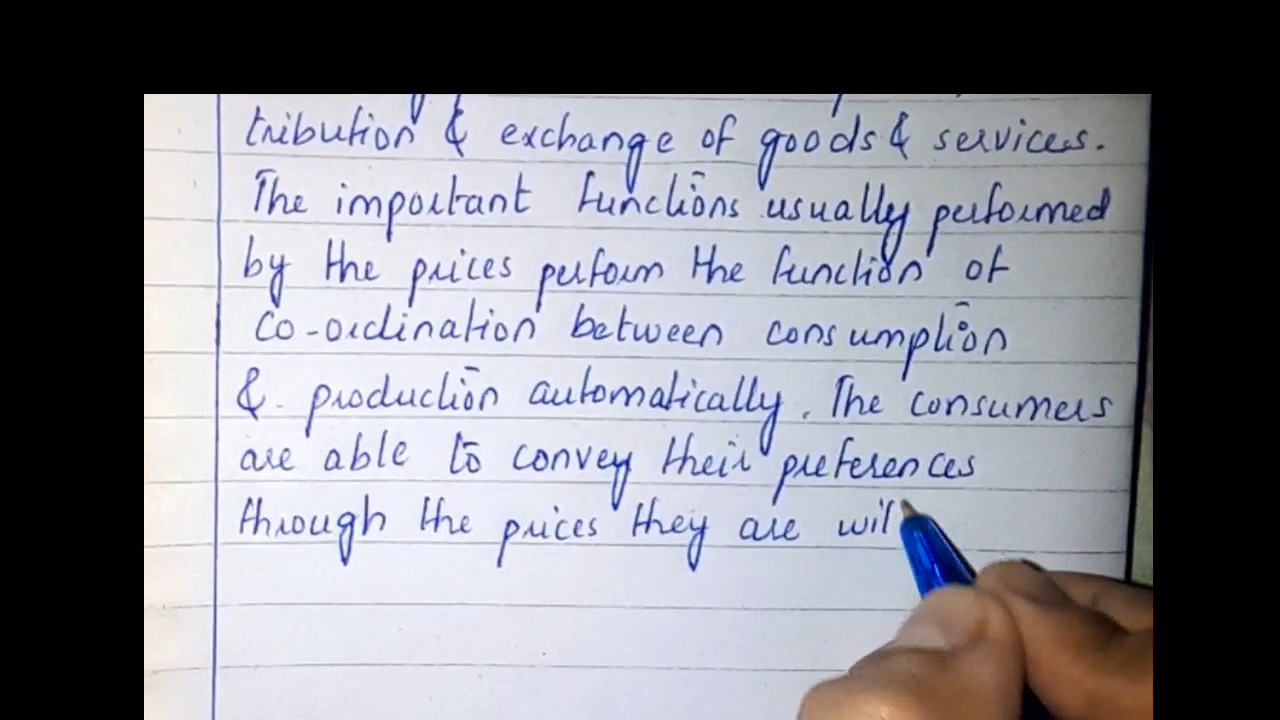 tribution & exchange of goods & services.
The important functions usually performed
by the prices perform the function of
co-ordination between consumption
& production automatically. The consumers
are able to convey their preferences
through the prices they are wil